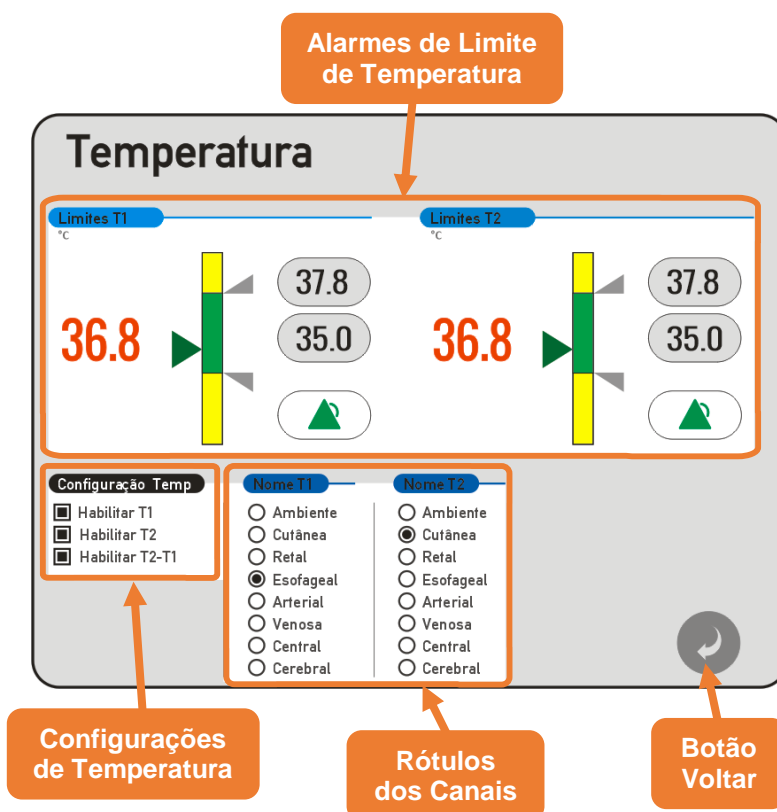 Alarmes de Limite
de Temperatura
Temperatura
Limites T1
°C
36.8
37.8
35.0
Limites T2
°C
36.8
37.8
35.0
Configuração Temp
Habilitar T1
Habilitar T2
Habilitar T2-T1
Nome T1
Ambiente
Cutânea
Retal
Esofageal
Arterial
Venosa
Central
Cerebral
Nome T2
Ambiente
Cutânea
Retal
Esofageal
Arterial
Venosa
Central
Cerebral
Configurações
de Temperatura
Rótulos
dos Canais
Botão
Voltar